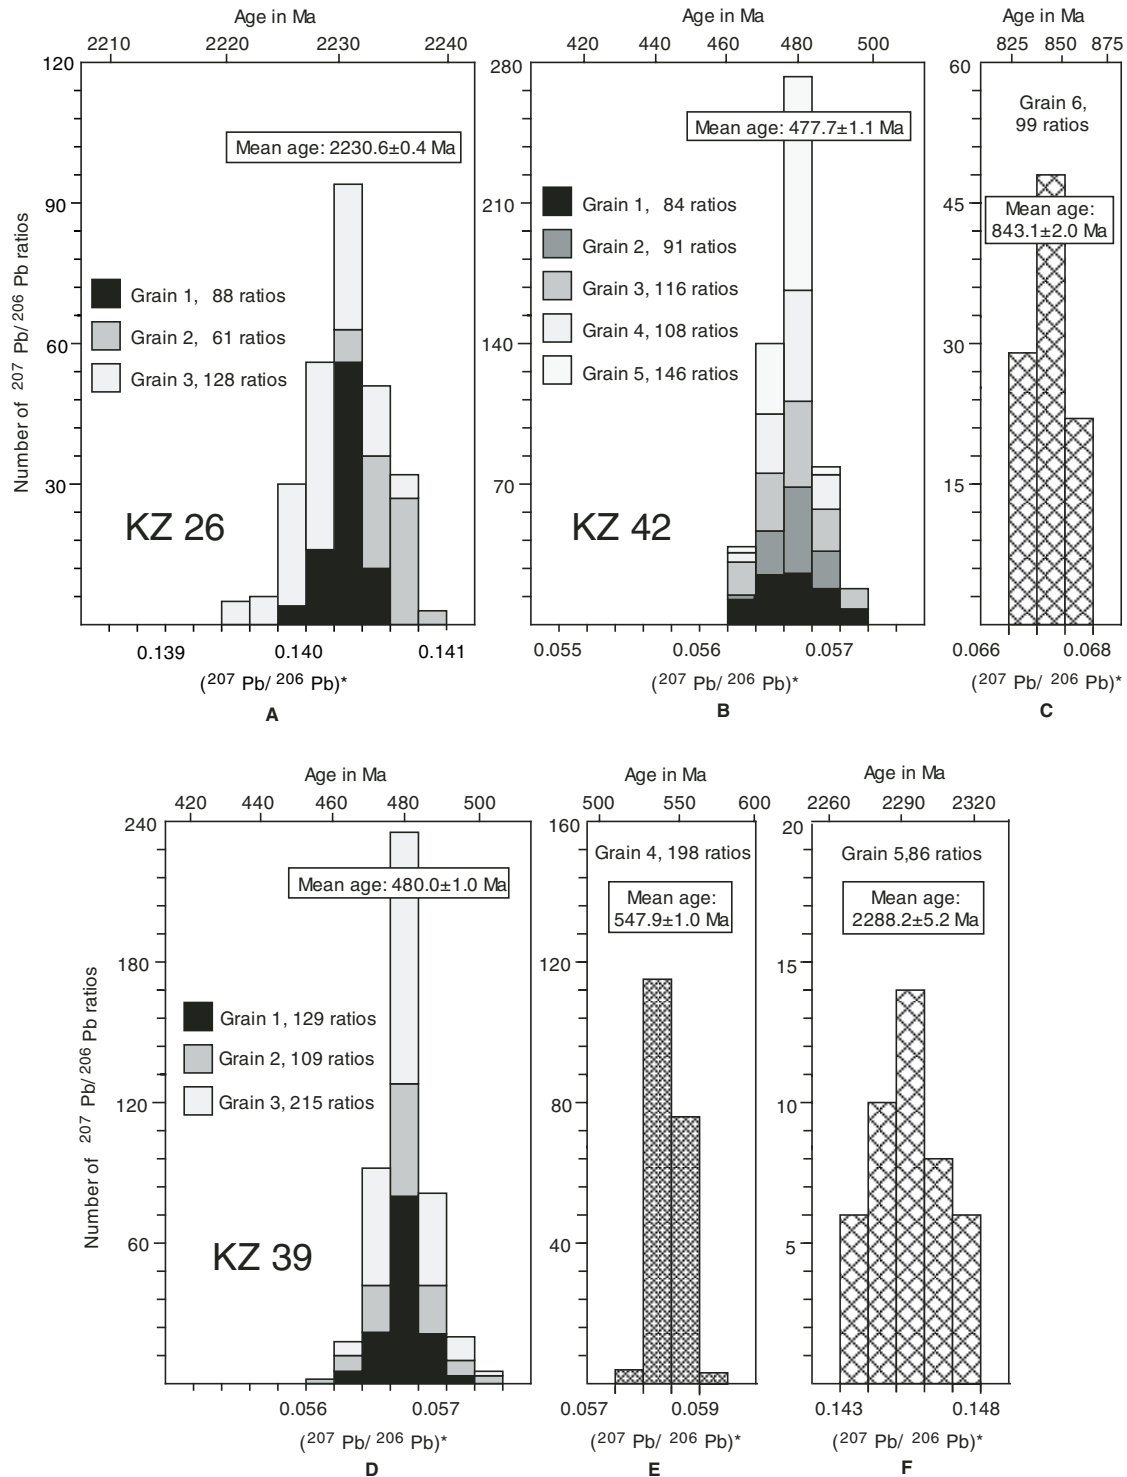 Age in Ma
2210 2220 2230 2240
120
90
60
30
Number of 207 Pb/ 206 Pb ratios
Mean age: 2230.6±0.4 Ma
Grain 1, 88 ratios
Grain 2, 61 ratios
Grain 3, 128 ratios
KZ 26
0.139 0.140 0.141
(207 Pb/ 206 Pb)*
A
Age in Ma
420 440 460 480 500
280
210
140
70
Mean age: 477.7±1.1 Ma
Grain 1, 84 ratios
Grain 2, 91 ratios
Grain 3, 116 ratios
Grain 4, 108 ratios
Grain 5, 146 ratios
KZ 42
0.055 0.056 0.057
(207 Pb/ 206 Pb)*
B
Age in Ma
825 850 875
60
45
30
15
Grain 6,
99 ratios
Mean age:
843.1±2.0 Ma
0.066 0.068
(207 Pb/ 206 Pb)*
C
Age in Ma
420 440 460 480 500
240
180
120
60
Number of 207 Pb/ 206 Pb ratios
Mean age: 480.0±1.0 Ma
Grain 1, 129 ratios
Grain 2, 109 ratios
Grain 3, 215 ratios
KZ 39
0.056 0.057
(207 Pb/ 206 Pb)*
D
Age in Ma
500 550 600
160
120
80
40
Grain 4, 198 ratios
Mean age:
547.9±1.0 Ma
0.057 0.059
(207 Pb/ 206 Pb)*
E
Age in Ma
2260 2290 2320
20
15
10
5
Grain 5,86 ratios
Mean age:
2288.2±5.2 Ma
0.143 0.148
(207 Pb/ 206 Pb)*
F